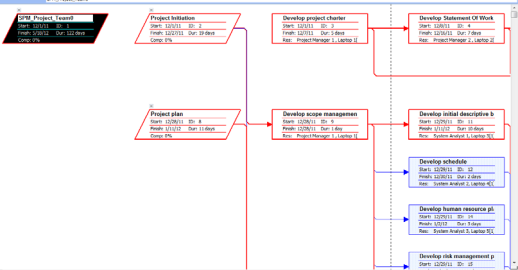 SPM_Project_Team8
Start: 12/1/11 ID: 1
Finish: 5/30/12 Dur: 122 days
Comp: 0%
Project Initiation
Start: 12/1/11 ID: 2
Finish: 12/27/11 Dur: 19 days
Comp: 0%
Develop project charter
Start: 12/1/11 ID: 3
Finish: 12/7/11 Dur: 5 days
Res: Project Manager 1, Laptop 1[
Develop Statement Of Work
Start: 12/8/11 ID: 4
Finish: 12/16/11 Dur: 7 days
Res: Project Manager 2, Laptop 2[
Project plan
Start: 12/28/11 ID: 8
Finish: 1/11/12 Dur: 11 days
Comp: 0%
Develop scope managemen
Start: 12/28/11 ID: 9
Finish: 12/28/11 Dur: 1 day
Res: Project Manager 1, Laptop 1[
Develop initial descriptive b
Start: 12/29/11 ID: 11
Finish: 1/11/12 Dur: 10 days
Res: System Analyst 2, Laptop 5[1
Develop schedule
Start: 12/29/11 ID: 12
Finish: 12/30/11 Dur: 2 days
Res: System Analyst 2, Laptop 4[1
Develop human resource pl
Start: 12/29/11 ID: 14
Finish: 1/2/12 Dur: 3 days
Res: System Analyst 3, Laptop 5[1
Develop risk management p
Start: 12/29/11 ID: 15